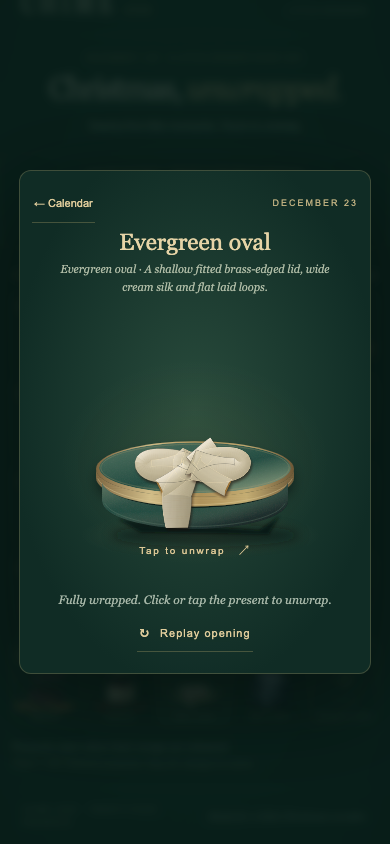 ← Calendar
DECEMBER 23
Evergreen oval
Evergreen oval · A shallow fitted brass-edged lid, wide
cream silk and flat laid loops.
Tap to unwrap ↗
Fully wrapped. Click or tap the present to unwrap.
↻ Replay opening